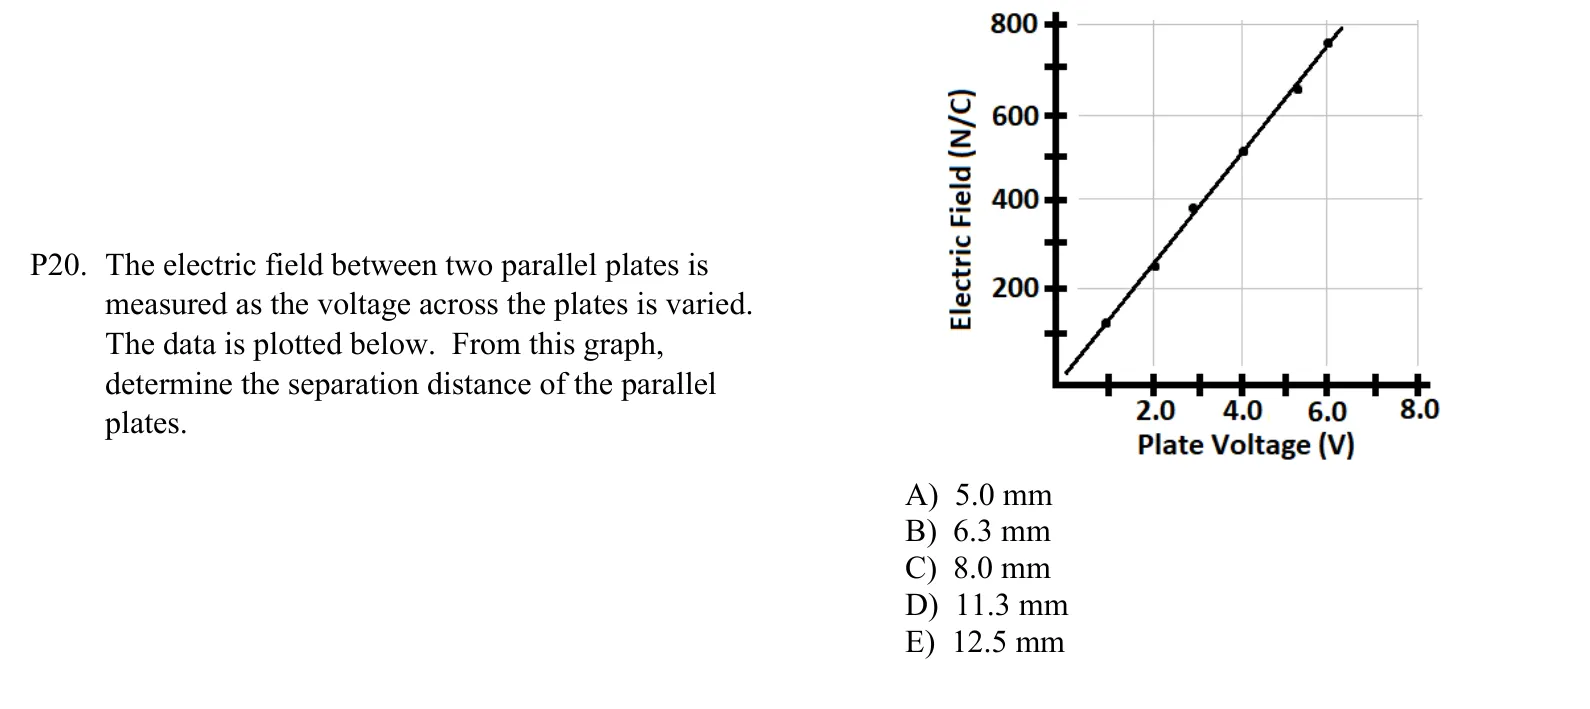 P20. The electric field between two parallel plates is
measured as the voltage across the plates is varied.
The data is plotted below. From this graph,
determine the separation distance of the parallel
plates.
Electric Field (N/C)
800
600
400
200
2.0 4.0 6.0 8.0
Plate Voltage (V)
A) 5.0 mm
B) 6.3 mm
C) 8.0 mm
D) 11.3 mm
E) 12.5 mm